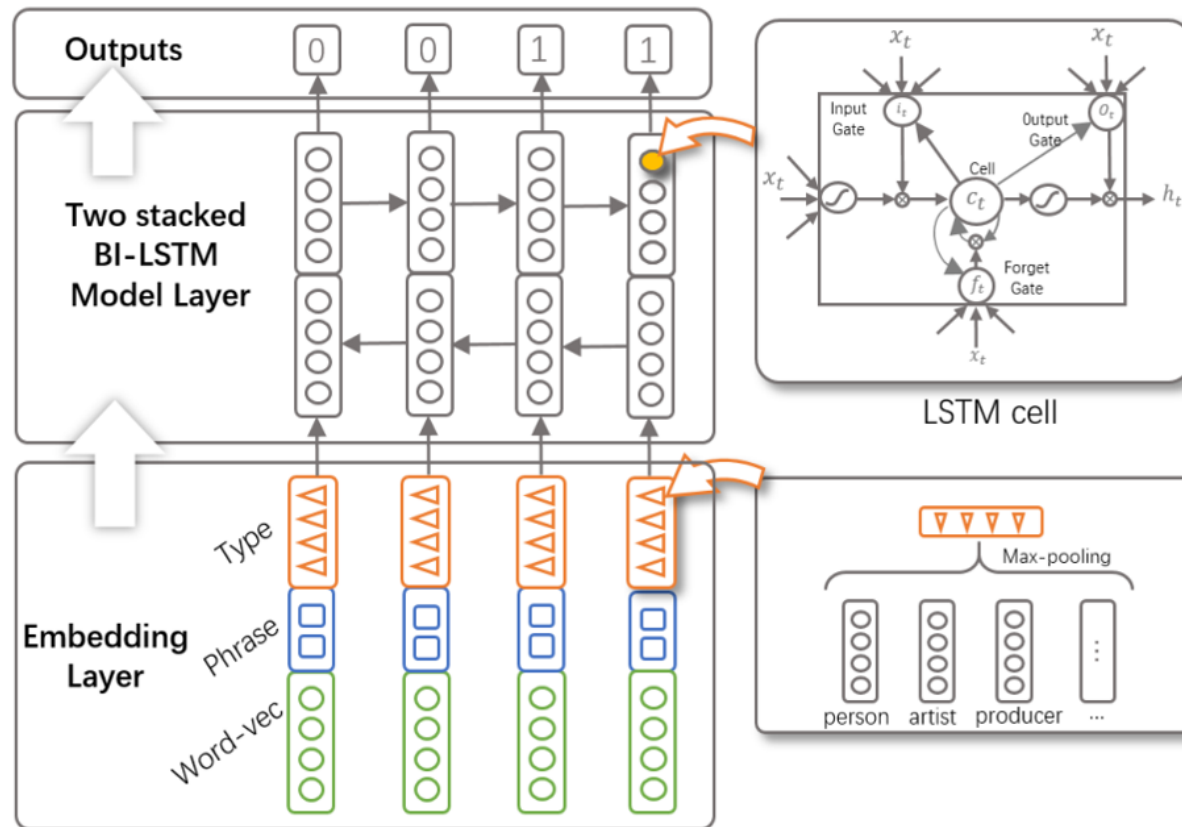 Outputs
0
0
1
1
Two stacked
BI-LSTM
Model Layer
Embedding
Layer
Type
Phrase
Word-vec
x_t
x_t
Input
Gate
i_t
0utput
Gate
O_t
x_t
Cell
c_t
h_t
Forget
Gate
f_t
x_t
LSTM cell
Max-pooling
person
artist
producer
...
...